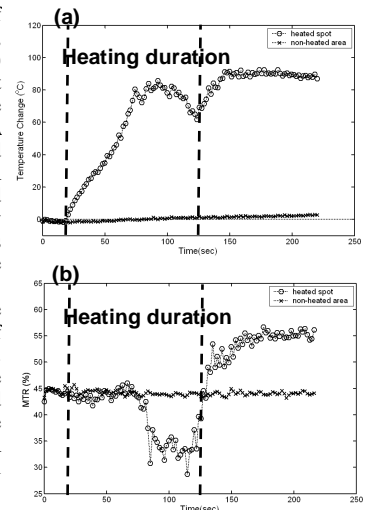 (a)
Heating duration
heated spot
non-heated area
Temperature Change (°C)
120
100
80
60
40
20
0
0 50 100 150 200 250
Time(sec)
(b)
Heating duration
heated spot
non-heated area
MTR (%)
65
60
55
50
45
40
35
30
25
0 50 100 150 200 250
Time(sec)